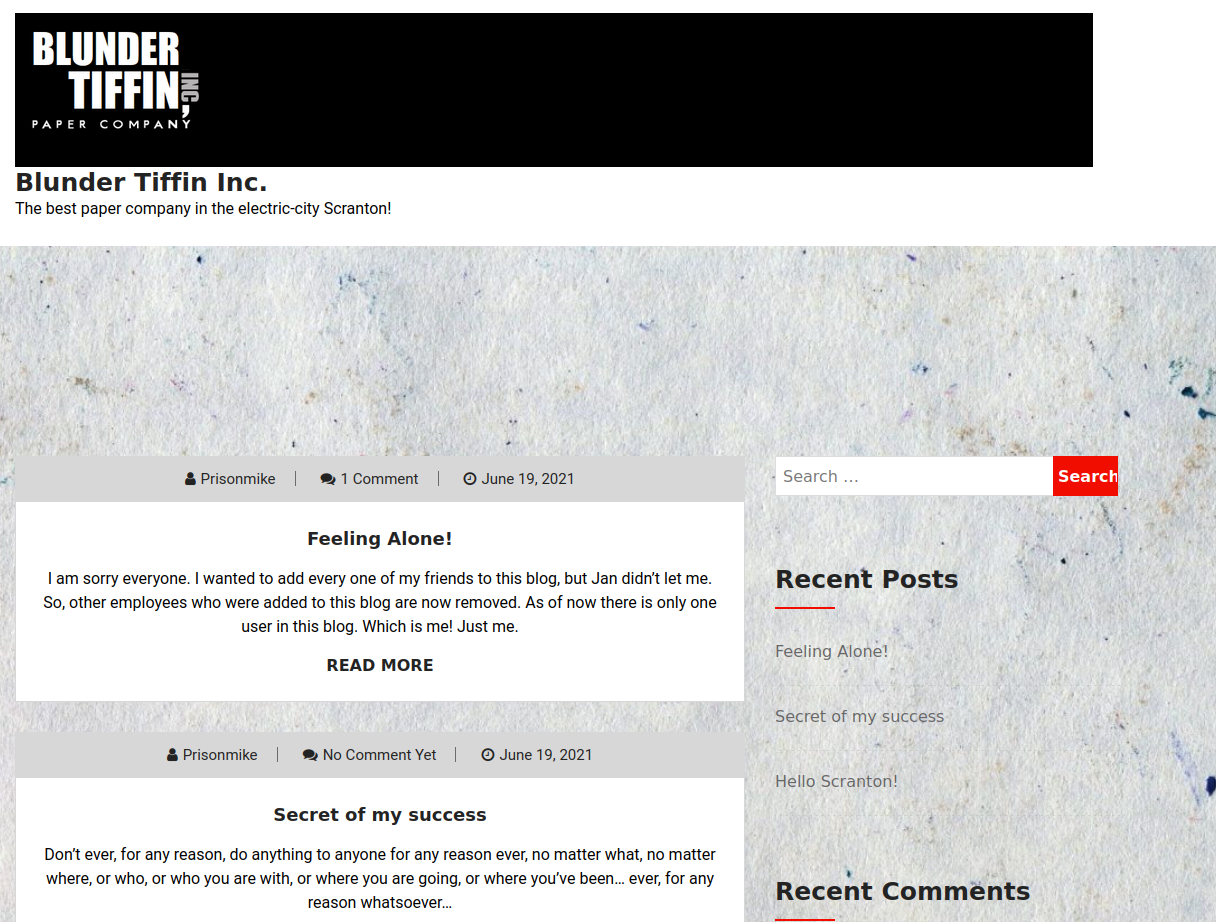 BLUNDER
TIFFIN, INC
PAPER COMPANY
Blunder Tiffin Inc.
The best paper company in the electric-city Scranton!
Prisonmike
1 Comment
June 19, 2021
Feeling Alone!
I am sorry everyone. I wanted to add every one of my friends to this blog, but Jan didn’t let me.
So, other employees who were added to this blog are now removed. As of now there is only one
user in this blog. Which is me! Just me.
READ MORE
Prisonmike
No Comment Yet
June 19, 2021
Secret of my success
Don’t ever, for any reason, do anything to anyone for any reason ever, no matter what, no matter
where, or who, or who you are with, or where you are going, or where you’ve been… ever, for any
reason whatsoever…
Search …
Search
Recent Posts
Feeling Alone!
Secret of my success
Hello Scranton!
Recent Comments